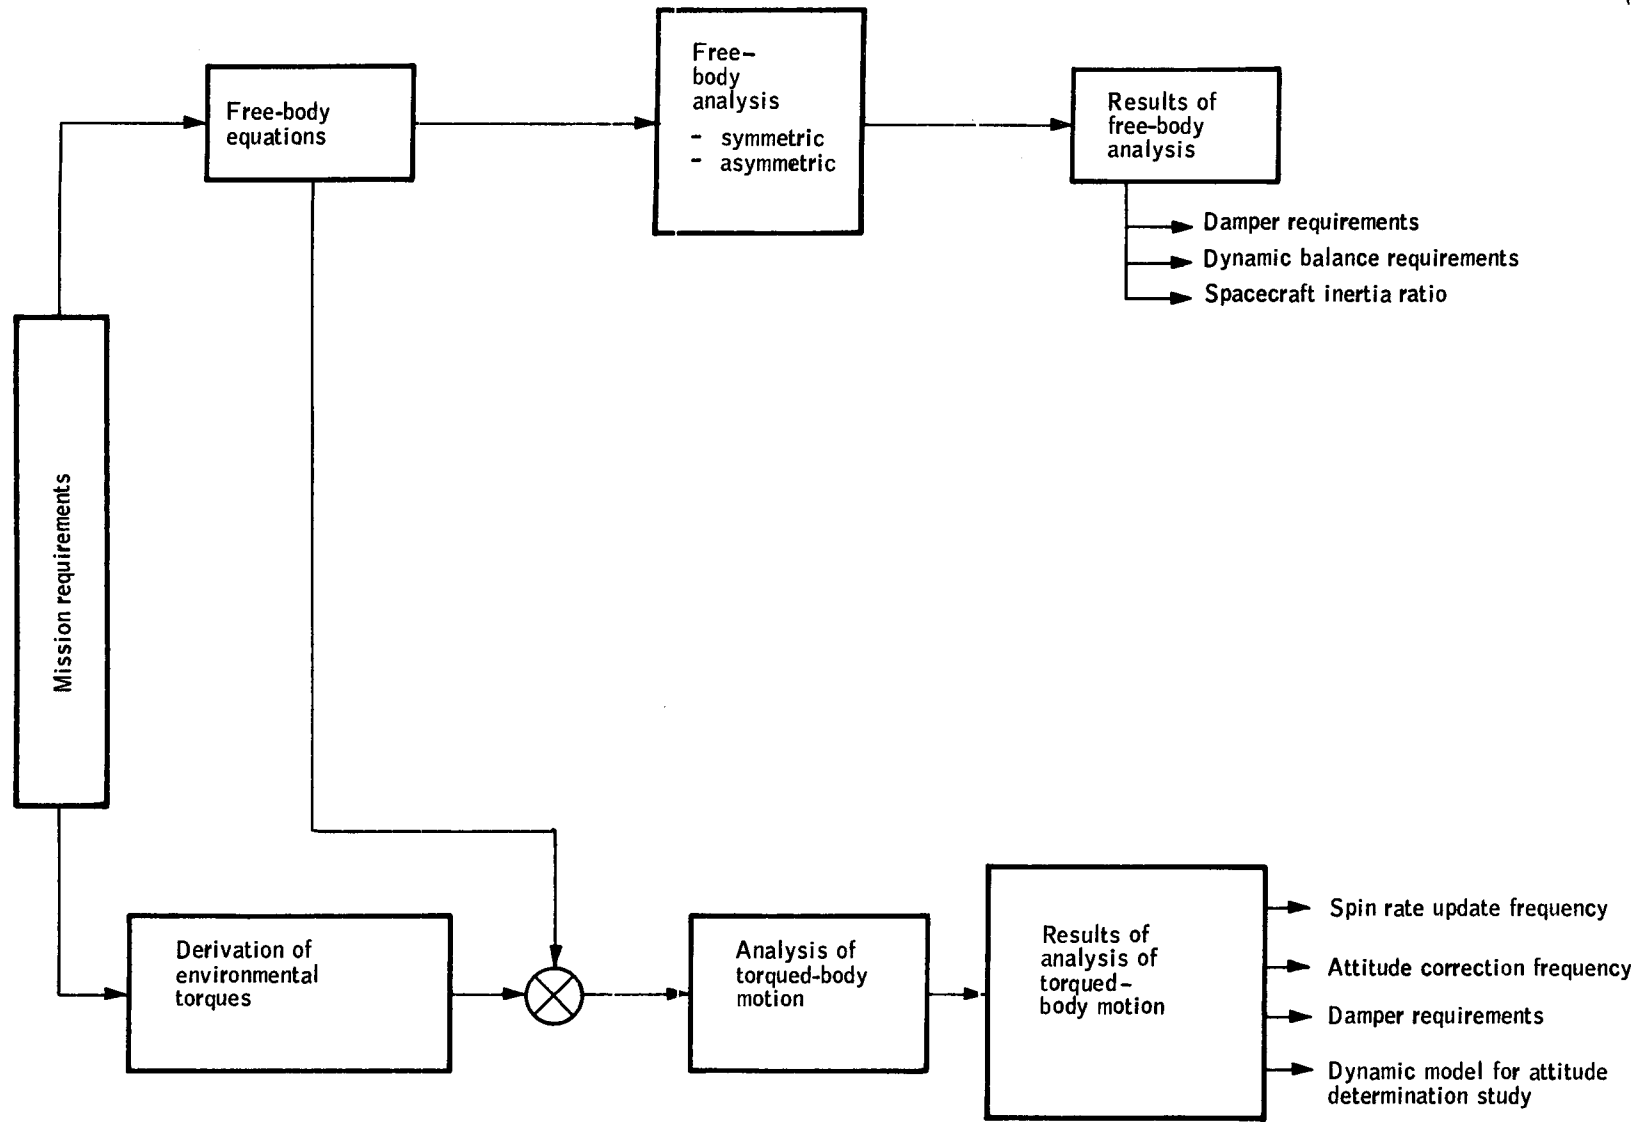 Free-
body
analysis
- symmetric
- asymmetric
Free-body
equations
Results of
free-body
analysis
Damper requirements
Dynamic balance requirements
Spacecraft inertia ratio
Mission requirements
Derivation of
environmental
torques
Analysis of
torqued-body
motion
Results of
analysis of
torqued-
body motion
Spin rate update frequency
Attitude correction frequency
Damper requirements
Dynamic model for attitude
determination study